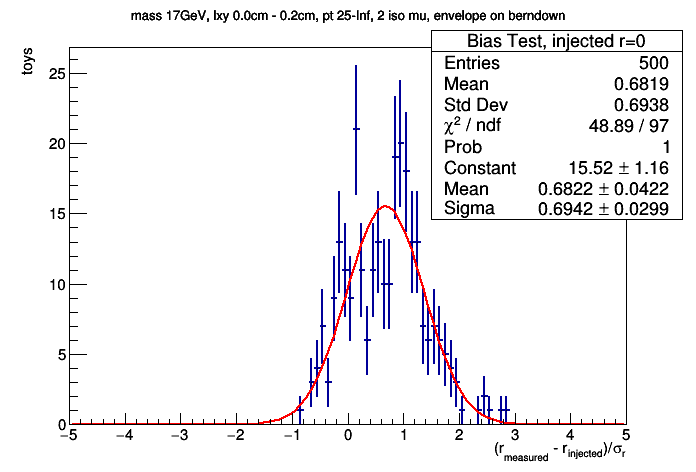 mass 17GeV, lxy 0.0cm - 0.2cm, pt 25-Inf, 2 iso mu, envelope on berndown
Bias Test, injected r=0
Entries 500
Mean 0.6819
Std Dev 0.6938
χ² / ndf 48.89 / 97
Prob 1
Constant 15.52 ± 1.16
Mean 0.6822 ± 0.0422
Sigma 0.6942 ± 0.0299
toys
25
20
15
10
5
0
−5 −4 −3 −2 −1 0 1 2 3 4 5
(r_measured - r_injected)/σ_r